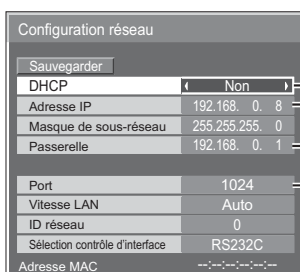 Configuration réseau
Sauvegarder
DHCP Non
Adresse IP 192.168. 0. 8
Masque de sous-réseau 255.255.255. 0
Passerelle 192.168. 0. 1
Port 1024
Vitesse LAN Auto
ID réseau 0
Sélection contrôle d'interface RS232C
Adresse MAC --:--:--:--:--:--